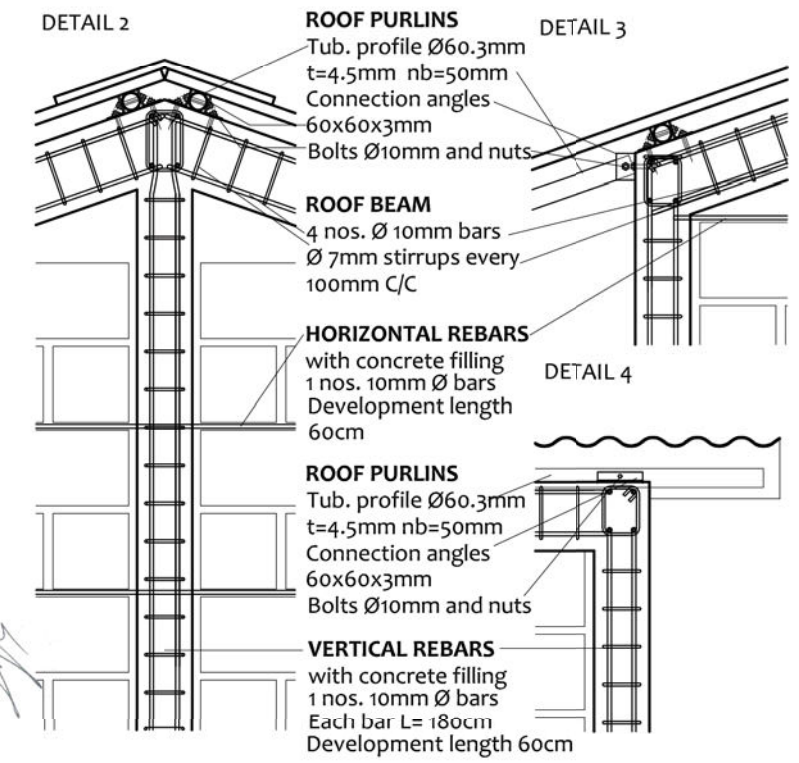 DETAIL 2
ROOF PURLINS
Tub. profile Ø60.3mm
t=4.5mm nb=50mm
Connection angles
60x60x3mm
Bolts Ø10mm and nuts
DETAIL 3
ROOF BEAM
4 nos. Ø 10mm bars
Ø 7mm stirrups every
100mm C/C
HORIZONTAL REBARS
with concrete filling
1 nos. 10mm Ø bars
Development length
60cm
DETAIL 4
ROOF PURLINS
Tub. profile Ø60.3mm
t=4.5mm nb=50mm
Connection angles
60x60x3mm
Bolts Ø10mm and nuts
VERTICAL REBARS
with concrete filling
1 nos. 10mm Ø bars
Each bar L= 180cm
Development length 60cm